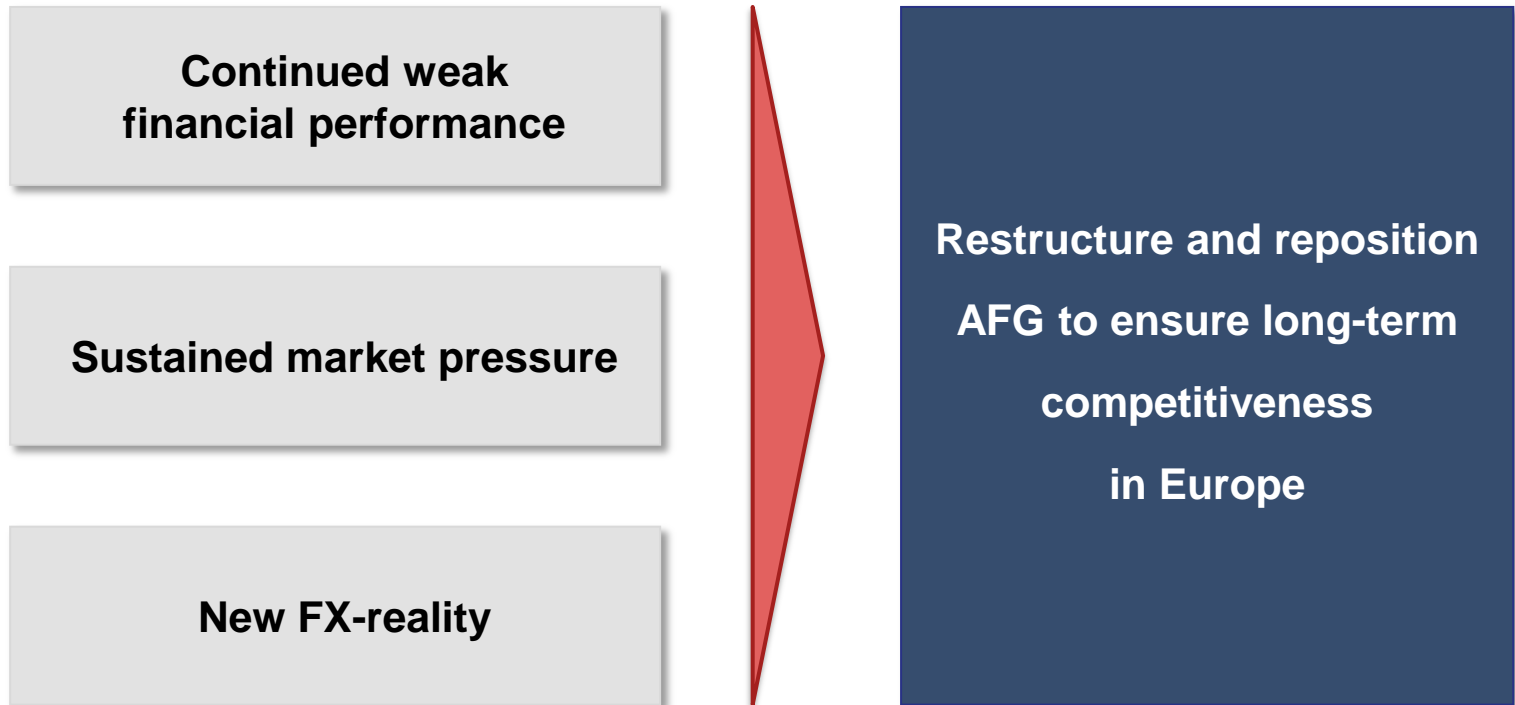 Continued weak
financial performance
Sustained market pressure
New FX-reality
Restructure and reposition
AFG to ensure long-term
competitiveness
in Europe